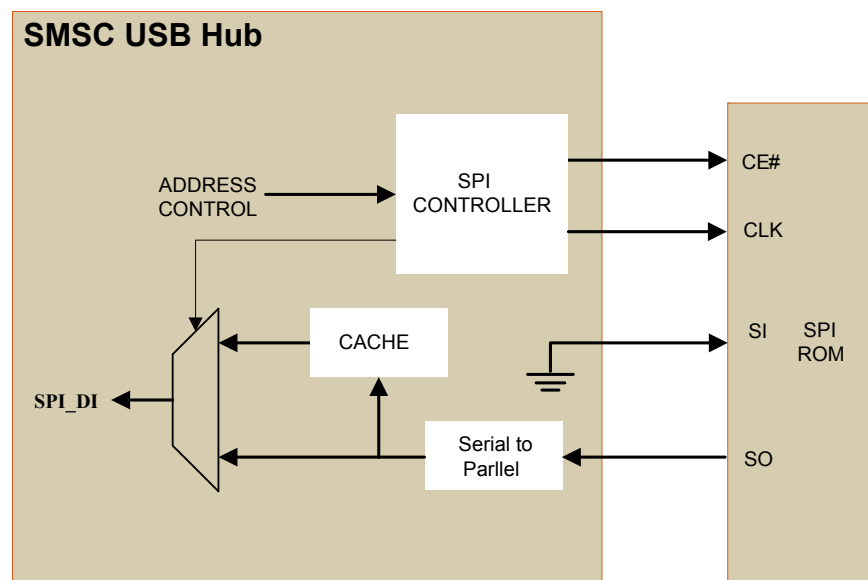 SMSC USB Hub
ADDRESS
CONTROL
SPI
CONTROLLER
CE#
CLK
CACHE
SI
SPI
ROM
SPI_DI
Serial to
Parllel
SO